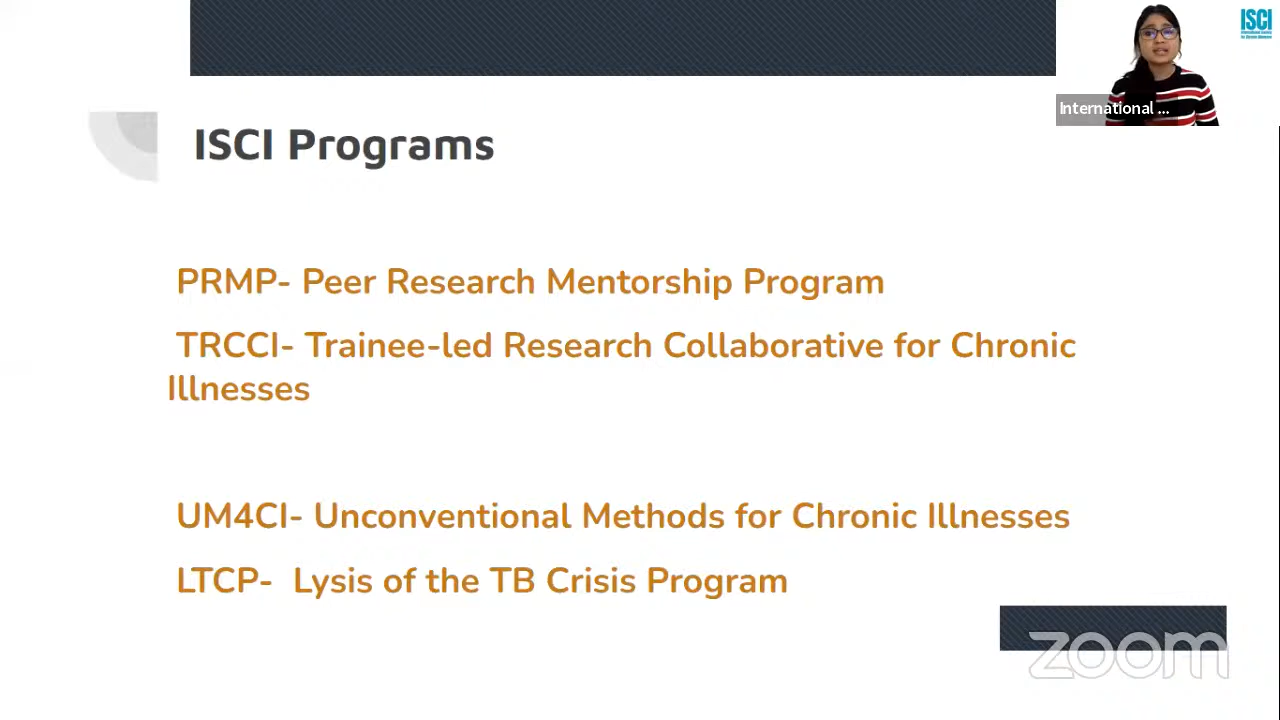 ISCI
International ...
ISCI Programs
PRMP- Peer Research Mentorship Program
TRCCI- Trainee-led Research Collaborative for Chronic
Illnesses
UM4CI- Unconventional Methods for Chronic Illnesses
LTCP- Lysis of the TB Crisis Program
zoom